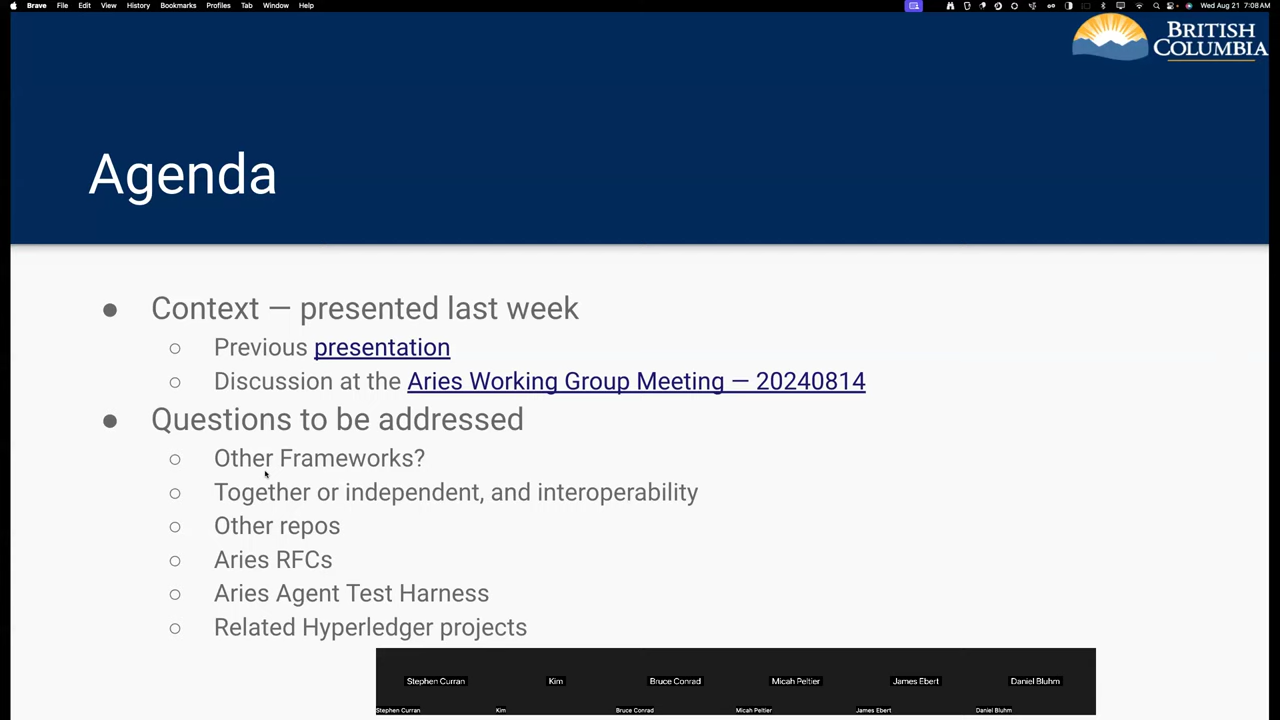 Brave File Edit View History Bookmarks Profiles Tab Window Help Wed Aug 21 7:08 AM
BRITISH
COLUMBIA
Agenda
● Context — presented last week
○ Previous presentation
○ Discussion at the Aries Working Group Meeting — 20240814
● Questions to be addressed
○ Other Frameworks?
○ Together or independent, and interoperability
○ Other repos
○ Aries RFCs
○ Aries Agent Test Harness
○ Related Hyperledger projects
Stephen Curran Kim Bruce Conrad Micah Peltier James Ebert Daniel Bluhm
Stephen Curran Kim Bruce Conrad Micah Peltier James Ebert Daniel Bluhm